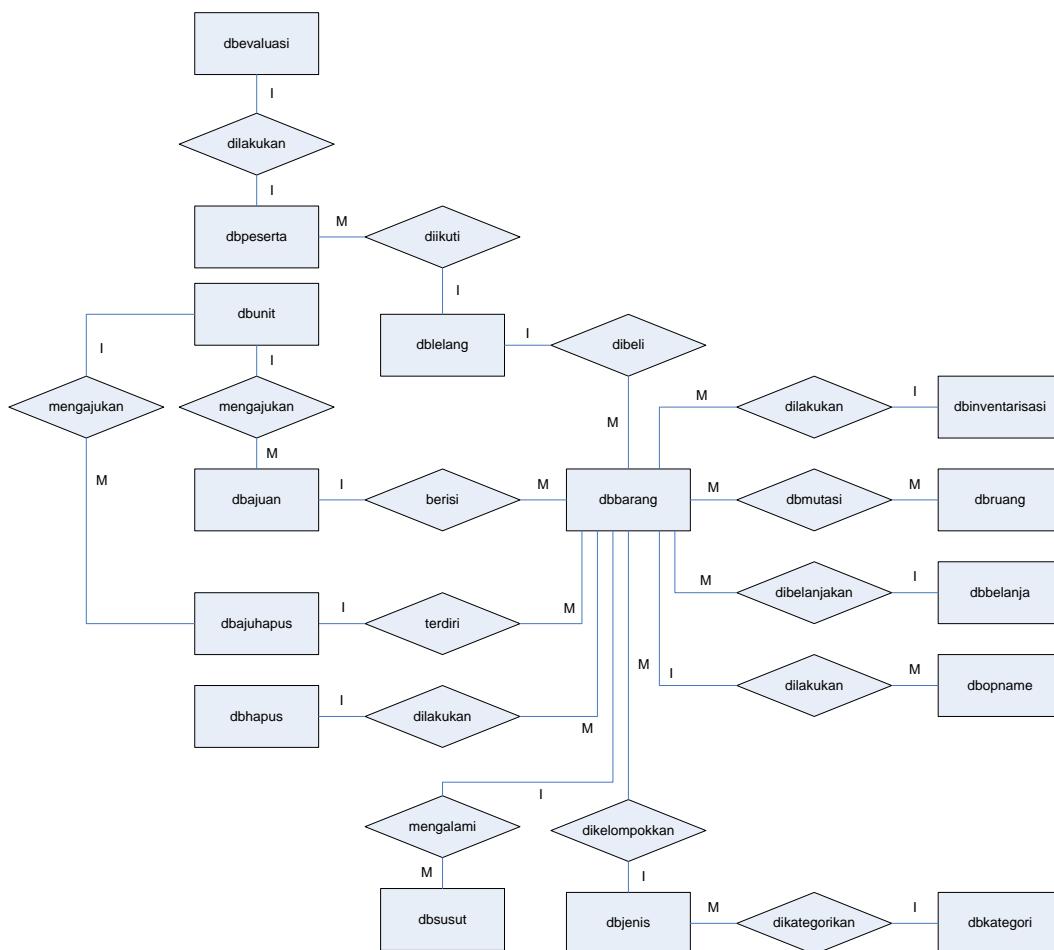 dbevaluasi
I
dilakukan
I
dbpeserta
M
diikuti
I
dbunit
I
I
dblelang
I
dibeli
mengajukan
mengajukan
M
dilakukan
I
dbinventarisasi
M
M
M
dbajuan
I
berisi
M
dbbarang
M
dbmutasi
M
dbruang
M
dibelanjakan
I
dbbelanja
dbajuhapus
I
terdiri
M
M
I
dilakukan
M
dbopname
dbhapus
I
dilakukan
M
I
mengalami
dikelompokkan
M
I
dbsusut
dbjenis
M
dikategorikan
I
dbkategori